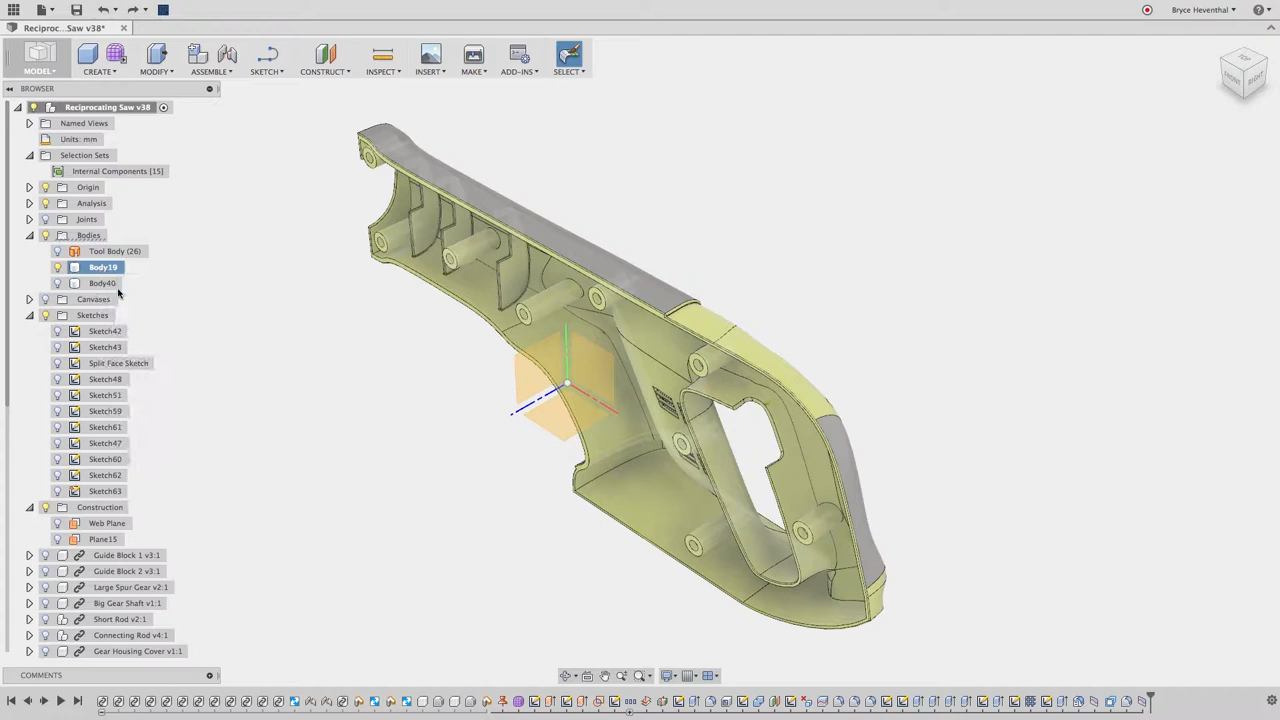 Bryce Heventhal
Reciproc...Saw v38*
MODEL
CREATE
MODIFY
ASSEMBLE
SKETCH
CONSTRUCT
INSPECT
INSERT
MAKE
ADD-INS
SELECT
TOP
FRONT
RIGHT
BROWSER
Reciprocating Saw v38
Named Views
Units: mm
Selection Sets
Internal Components [15]
Origin
Analysis
Joints
Bodies
Tool Body (26)
Body19
Body40
Canvases
Sketches
Sketch42
Sketch43
Split Face Sketch
Sketch48
Sketch51
Sketch59
Sketch61
Sketch47
Sketch60
Sketch62
Sketch63
Construction
Web Plane
Plane15
Guide Block 1 v3:1
Guide Block 2 v3:1
Large Spur Gear v2:1
Big Gear Shaft v1:1
Short Rod v2:1
Connecting Rod v4:1
Gear Housing Cover v1:1
COMMENTS